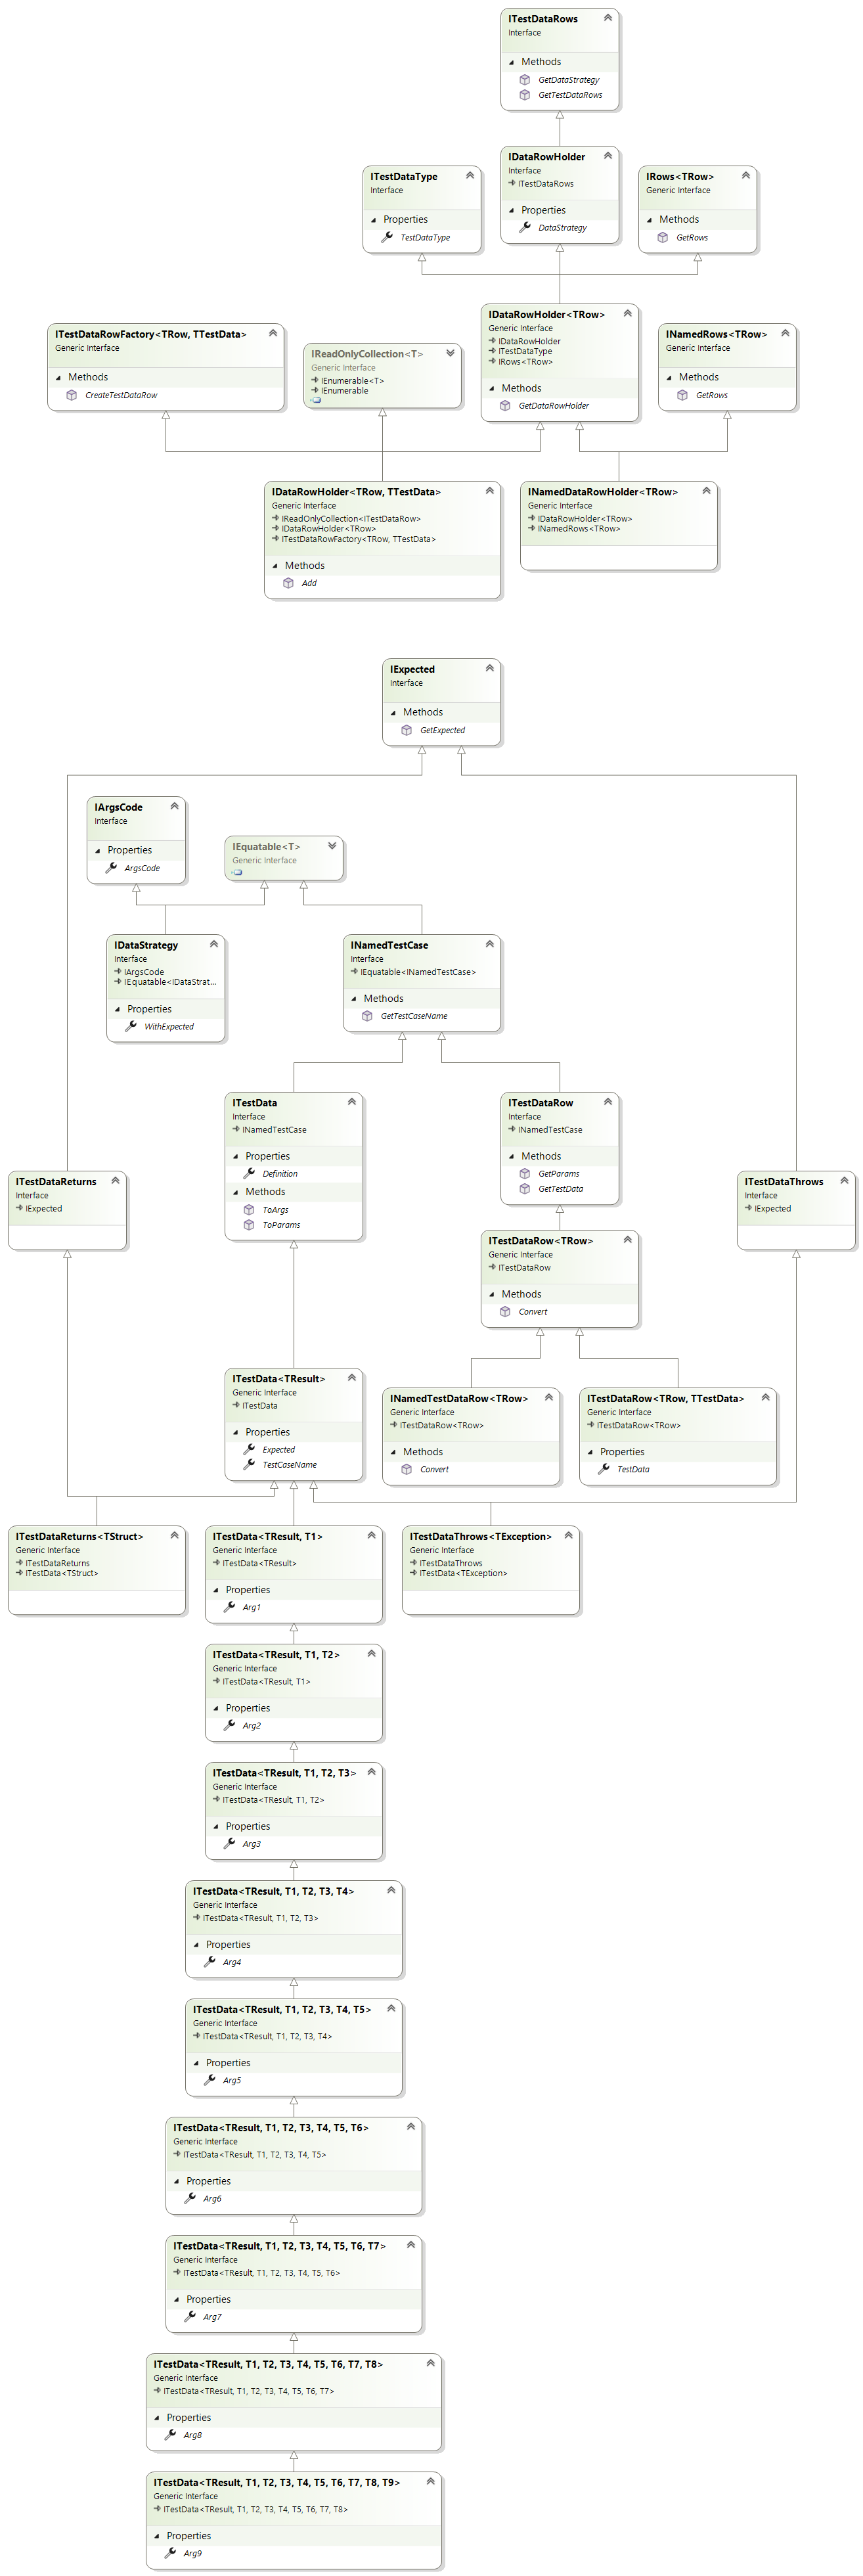 ITestDataRows
Interface
Methods
GetDataStrategy
GetTestDataRows
ITestDataType
Interface
Properties
TestDataType
IDataRowHolder
Interface
ITestDataRows
Properties
DataStrategy
IRows<TRow>
Generic Interface
Methods
GetRows
ITestDataRowFactory<TRow, TTestData>
Generic Interface
Methods
CreateTestDataRow
IReadOnlyCollection<T>
Generic Interface
IEnumerable<T>
IEnumerable
IDataRowHolder<TRow>
Generic Interface
IDataRowHolder
ITestDataType
IRows<TRow>
Methods
GetDataRowHolder
INamedRows<TRow>
Generic Interface
Methods
GetRows
IDataRowHolder<TRow, TTestData>
Generic Interface
IReadOnlyCollection<ITestDataRow>
IDataRowHolder<TRow>
ITestDataRowFactory<TRow, TTestData>
Methods
Add
INamedDataRowHolder<TRow>
Generic Interface
IDataRowHolder<TRow>
INamedRows<TRow>
IExpected
Interface
Methods
GetExpected
IArgsCode
Interface
Properties
ArgsCode
IEquatable<T>
Generic Interface
IDataStrategy
Interface
IArgsCode
IEquatable<IDataStrat...
Properties
WithExpected
INamedTestCase
Interface
IEquatable<INamedTestCase>
Methods
GetTestCaseName
ITestData
Interface
INamedTestCase
Properties
Definition
Methods
ToArgs
ToParams
ITestDataRow
Interface
INamedTestCase
Methods
GetParams
GetTestData
ITestDataReturns
Interface
IExpected
ITestDataThrows
Interface
IExpected
ITestDataRow<TRow>
Generic Interface
ITestDataRow
Methods
Convert
ITestData<TResult>
Generic Interface
ITestData
Properties
Expected
TestCaseName
INamedTestDataRow<TRow>
Generic Interface
ITestDataRow<TRow>
Methods
Convert
ITestDataRow<TRow, TTestData>
Generic Interface
ITestDataRow<TRow>
Properties
TestData
ITestDataReturns<TStruct>
Generic Interface
ITestDataReturns
ITestData<TStruct>
ITestData<TResult, T1>
Generic Interface
ITestData<TResult>
Properties
Arg1
ITestDataThrows<TException>
Generic Interface
ITestDataThrows
ITestData<TException>
ITestData<TResult, T1, T2>
Generic Interface
ITestData<TResult, T1>
Properties
Arg2
ITestData<TResult, T1, T2, T3>
Generic Interface
ITestData<TResult, T1, T2>
Properties
Arg3
ITestData<TResult, T1, T2, T3, T4>
Generic Interface
ITestData<TResult, T1, T2, T3>
Properties
Arg4
ITestData<TResult, T1, T2, T3, T4, T5>
Generic Interface
ITestData<TResult, T1, T2, T3, T4>
Properties
Arg5
ITestData<TResult, T1, T2, T3, T4, T5, T6>
Generic Interface
ITestData<TResult, T1, T2, T3, T4, T5>
Properties
Arg6
ITestData<TResult, T1, T2, T3, T4, T5, T6, T7>
Generic Interface
ITestData<TResult, T1, T2, T3, T4, T5, T6>
Properties
Arg7
ITestData<TResult, T1, T2, T3, T4, T5, T6, T7, T8>
Generic Interface
ITestData<TResult, T1, T2, T3, T4, T5, T6, T7>
Properties
Arg8
ITestData<TResult, T1, T2, T3, T4, T5, T6, T7, T8, T9>
Generic Interface
ITestData<TResult, T1, T2, T3, T4, T5, T6, T7, T8>
Properties
Arg9